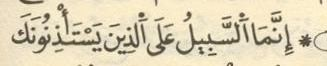 * إِنَّمَا ٱلسَّبِيلُ عَلَى ٱلَّذِينَ يَسْتَـْٔذِنُونَكَ